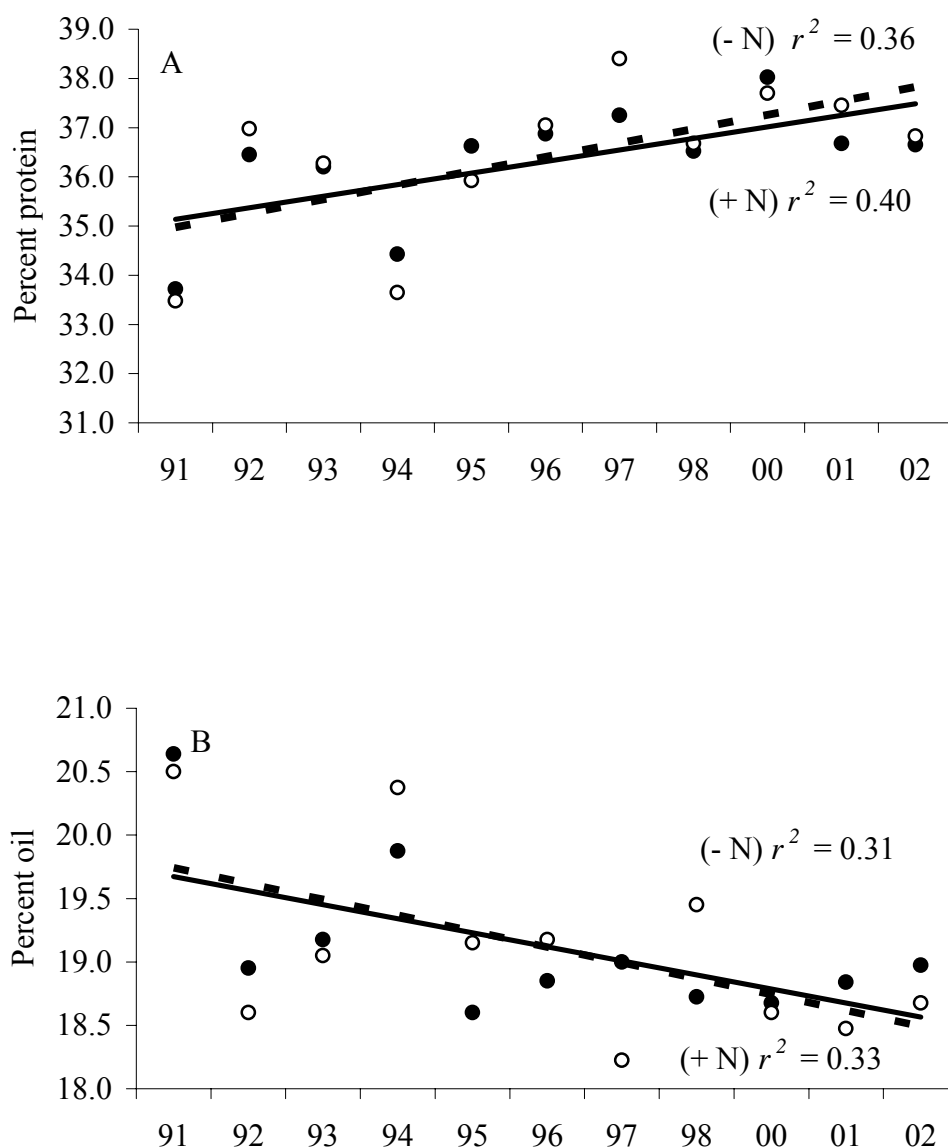 39.0
38.0
37.0
36.0
35.0
34.0
33.0
32.0
31.0
Percent protein
A
(- N) r² = 0.36
(+ N) r² = 0.40
91 92 93 94 95 96 97 98 00 01 02
21.0
20.5
20.0
19.5
19.0
18.5
18.0
Percent oil
B
(- N) r² = 0.31
(+ N) r² = 0.33
91 92 93 94 95 96 97 98 00 01 02